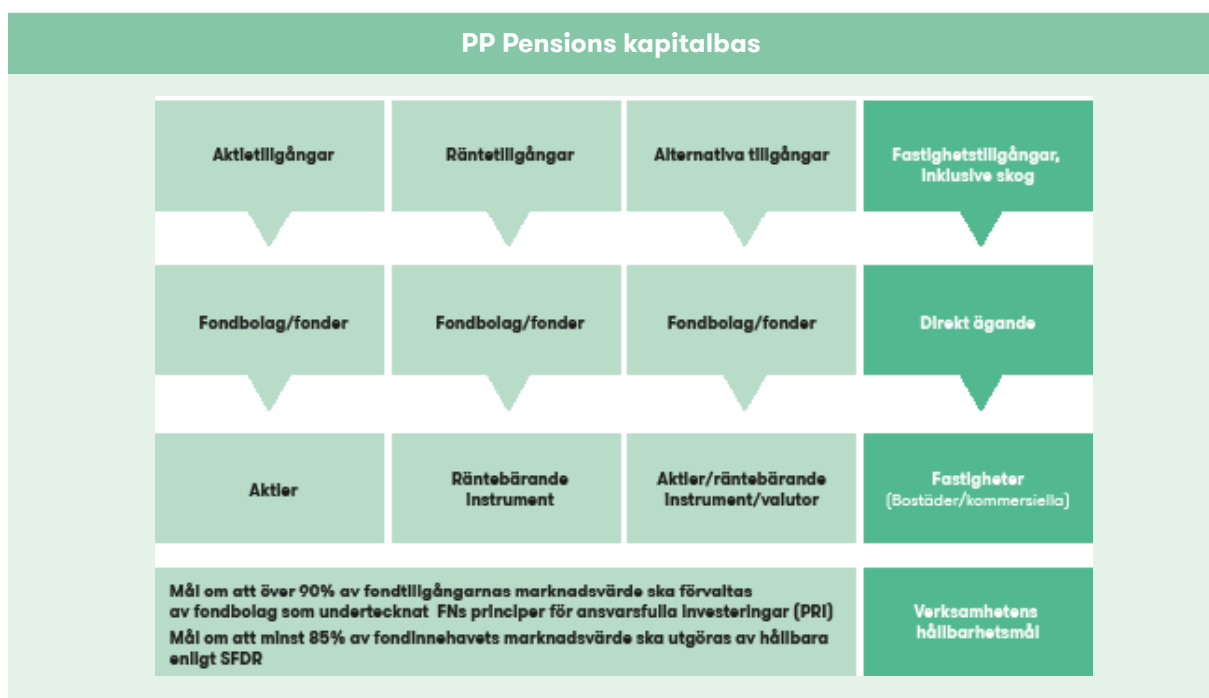 PP Pensions kapitalbas
Aktietillgångar
Räntetillgångar
Alternativa tillgångar
Fastighetstillgångar,
inklusive skog
Fondbolag/fonder
Fondbolag/fonder
Fondbolag/fonder
Direkt ägande
Aktier
Räntebärande
Instrument
Aktier/räntebärande
Instrument/valutor
Fastigheter
(Bostäder/kommersiella)
Mål om att över 90% av fondtillgångarnas marknadsvärde ska förvaltas
av fondbolag som undertecknat FNs principer för ansvarsfulla investeringar (PRI)
Mål om att minst 85% av fondinnehavets marknadsvärde ska utgöras av hållbara
enligt SFDR
Verksamhetens
hållbarhetsmål